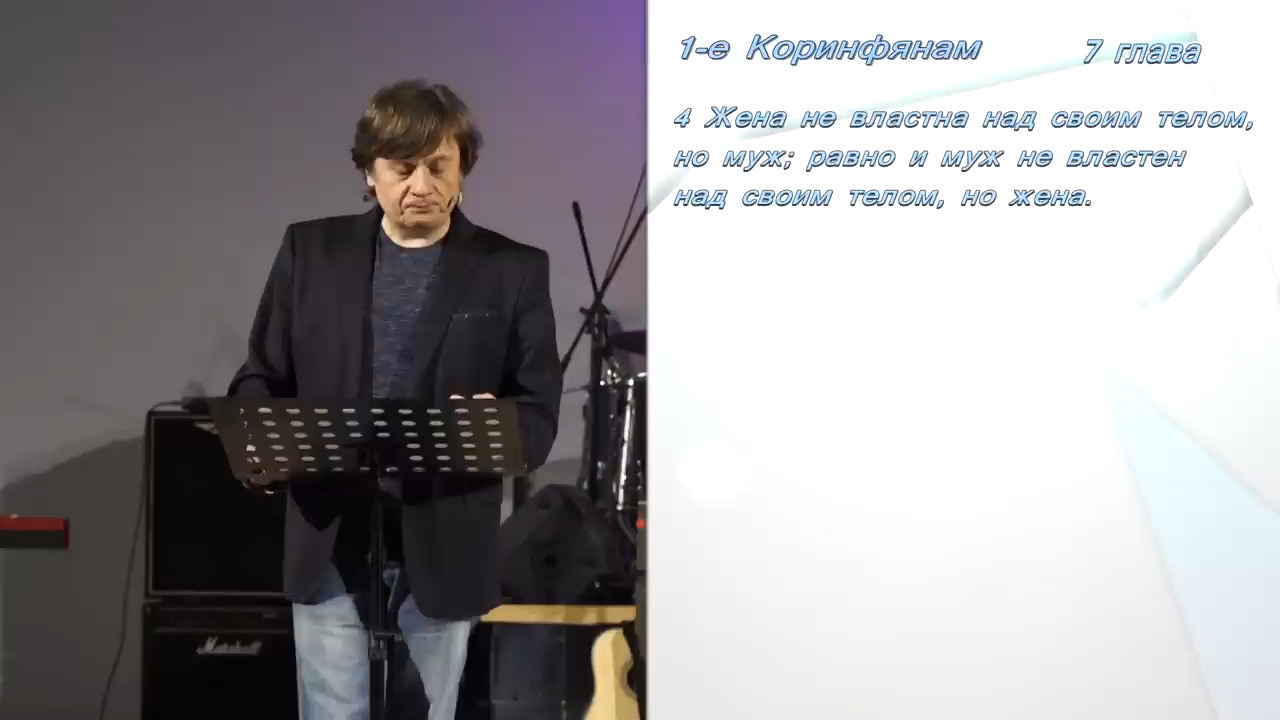 1-е Коринфянам 7 глава
4 Жена не властна над своим телом,
но муж; равно и муж не властен
над своим телом, но жена.
Marshall